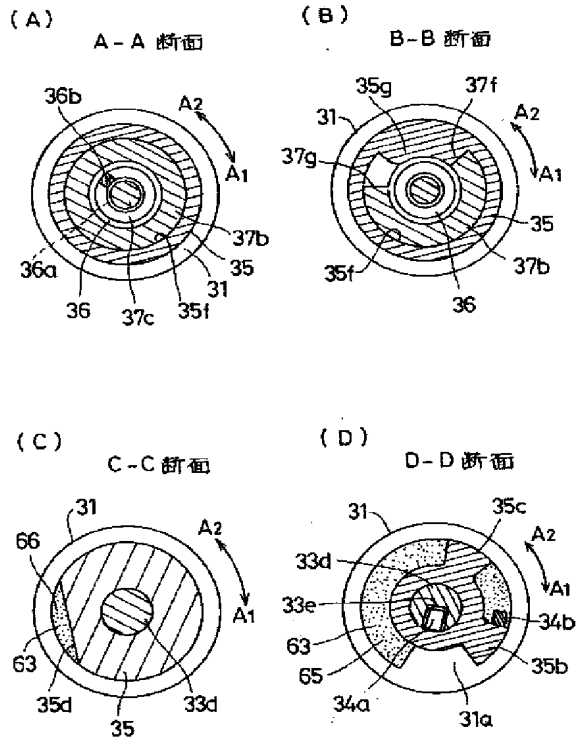 (A)
A-A 断面
36b
A2
A1
36a
36
37c
35f
31
35
37b
(B)
B-B 断面
35g
37f
31
A2
37g
A1
35
35f
37b
36
(C)
C-C 断面
31
66
A2
A1
63
35d
35
33d
(D)
D-D 断面
31
35c
33d
A2
33e
A1
63
34b
65
35b
34a
31a